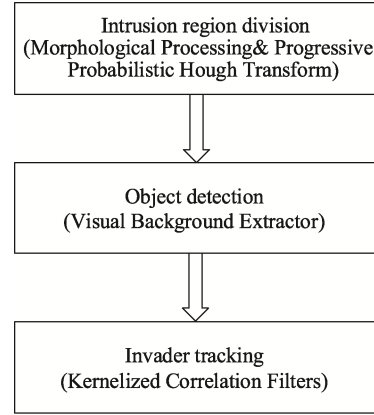 Intrusion region division
(Morphological Processing& Progressive
Probabilistic Hough Transform)
Object detection
(Visual Background Extractor)
Invader tracking
(Kernelized Correlation Filters)